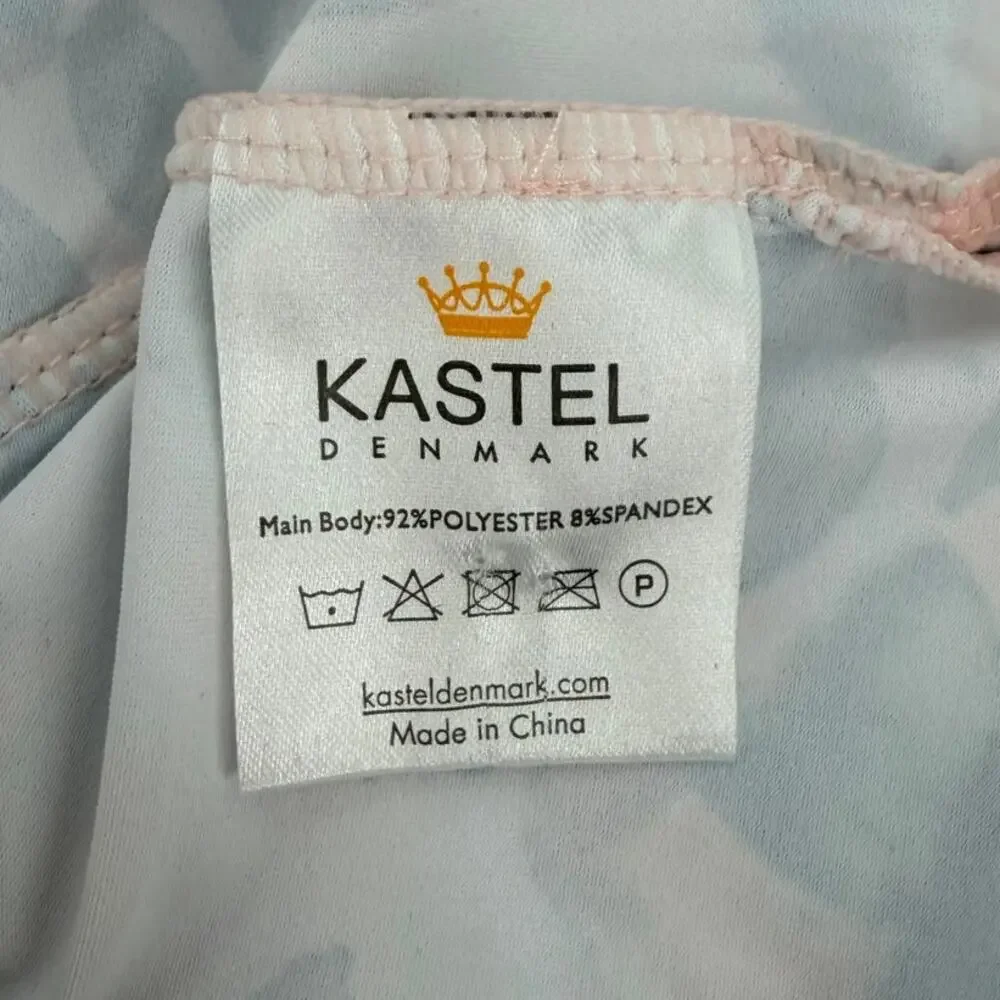 KASTEL
DENMARK
Main Body:92%POLYESTER 8%SPANDEX
P
kasteldenmark.com
Made in China